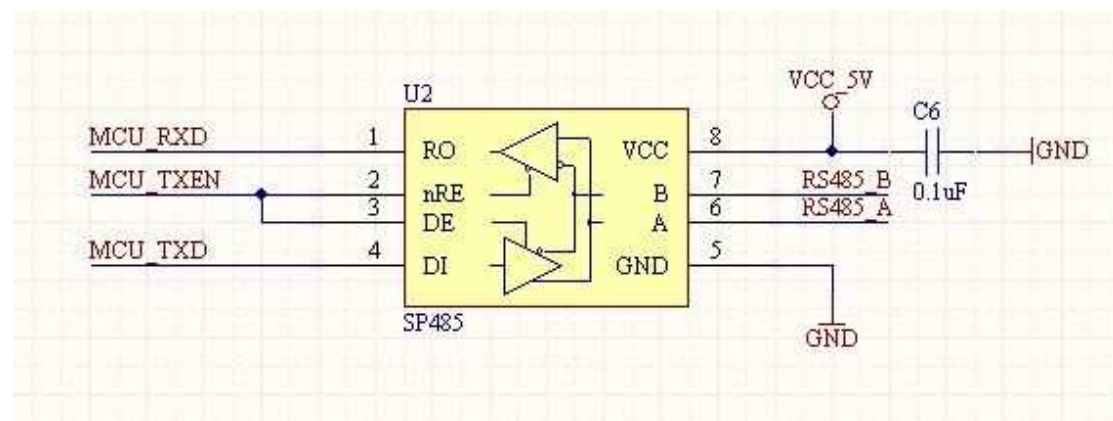 VCC_5V
U2
C6
MCU_RXD 1 RO VCC 8 GND
MCU_TXEN 2 nRE B 7 RS485_B 0.1uF
3 DE A 6 RS485_A
MCU_TXD 4 DI GND 5
SP485
GND